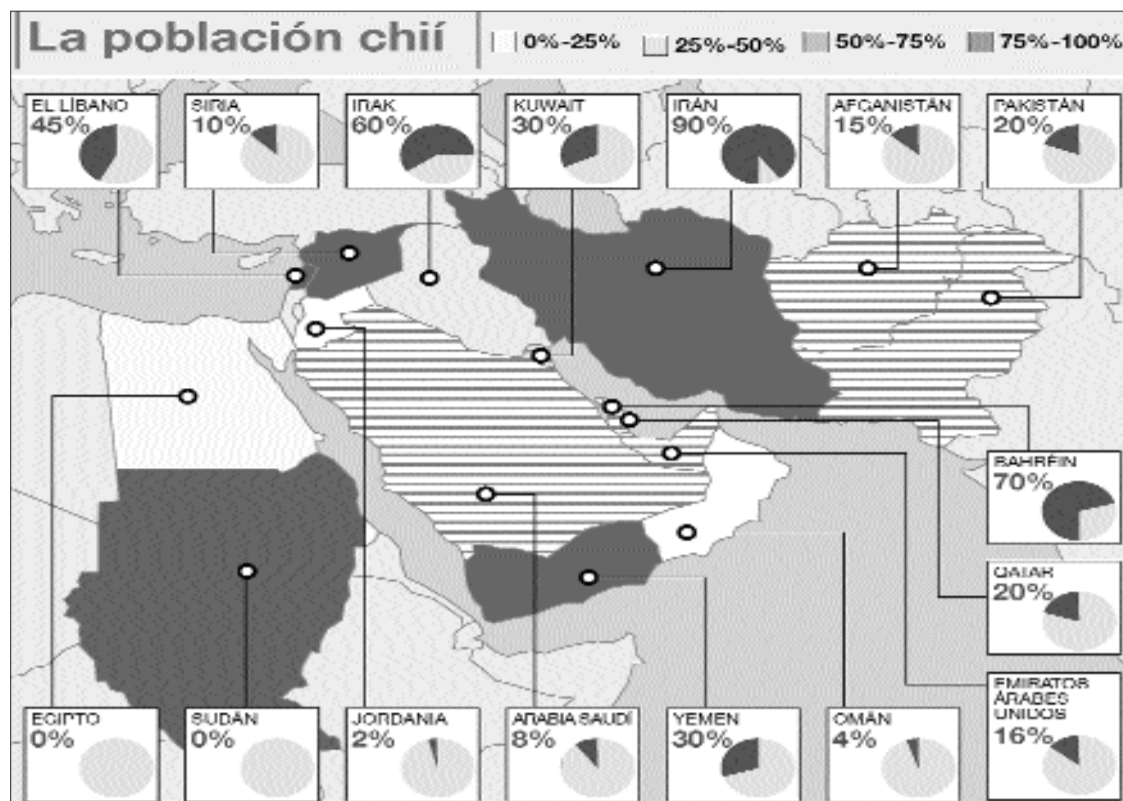 La población chií
0%-25%
25%-50%
50%-75%
75%-100%
EL LÍBANO
45%
SIRIA
10%
IRAK
60%
KUWAIT
30%
IRÁN
90%
AFGANISTÁN
15%
PAKISTÁN
20%
BAHRÉIN
70%
QATAR
20%
EMIRATOS
ÁRABES
UNIDOS
16%
EGIPTO
0%
SUDÁN
0%
JORDANIA
2%
ARABIA SAUDÍ
8%
YEMEN
30%
OMÁN
4%